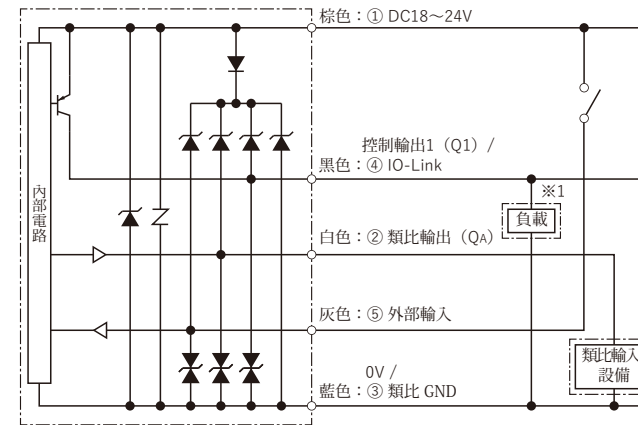 棕色：① DC18～24V
控制輸出1（Q1）/
黑色：④ IO-Link
※1
負載
內部電路
白色：② 類比輸出（QA）
灰色：⑤ 外部輸入
類比輸入
設備
0V /
藍色：③ 類比 GND